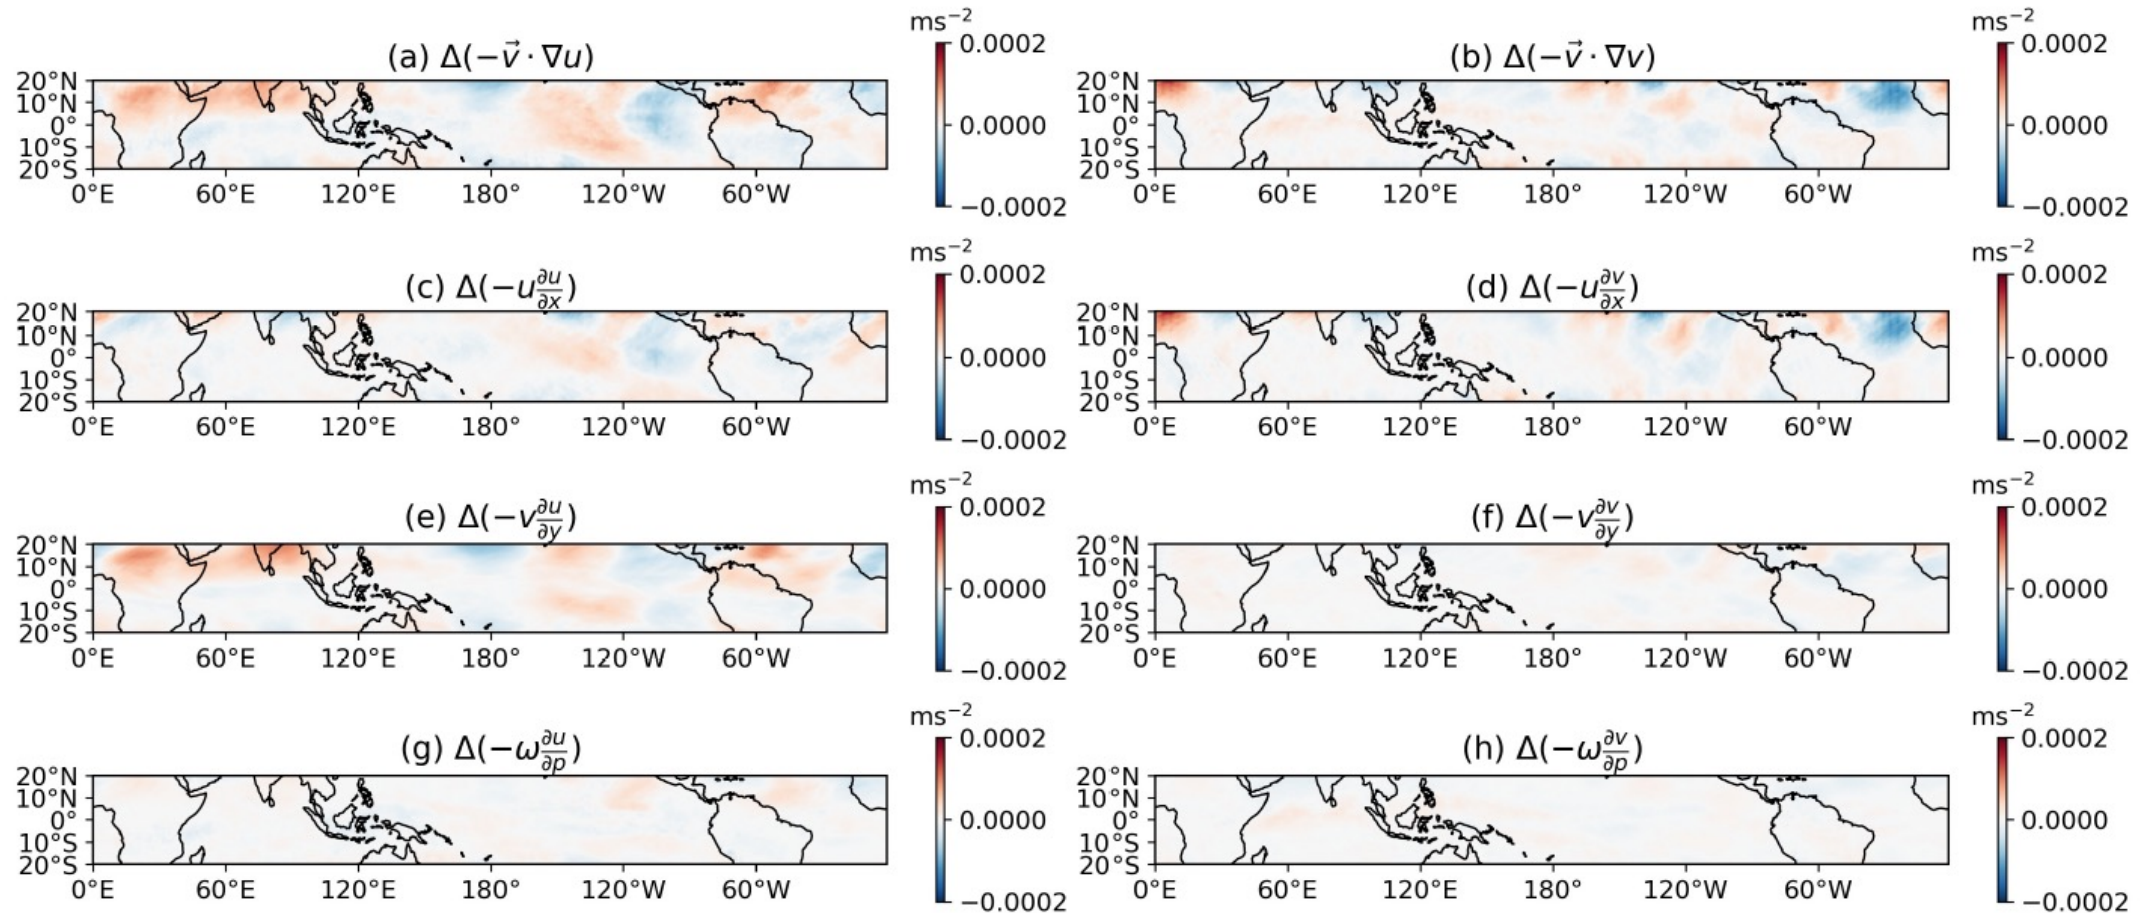 (a) Δ(−v⃗ · ∇u)
ms⁻²
0.0002
0.0000
−0.0002
20°N
10°N
0°
10°S
20°S
0°E 60°E 120°E 180° 120°W 60°W
(b) Δ(−v⃗ · ∇v)
ms⁻²
0.0002
0.0000
−0.0002
20°N
10°N
0°
10°S
20°S
0°E 60°E 120°E 180° 120°W 60°W
(c) Δ(−u ∂u/∂x)
ms⁻²
0.0002
0.0000
−0.0002
20°N
10°N
0°
10°S
20°S
0°E 60°E 120°E 180° 120°W 60°W
(d) Δ(−u ∂v/∂x)
ms⁻²
0.0002
0.0000
−0.0002
20°N
10°N
0°
10°S
20°S
0°E 60°E 120°E 180° 120°W 60°W
(e) Δ(−v ∂u/∂y)
ms⁻²
0.0002
0.0000
−0.0002
20°N
10°N
0°
10°S
20°S
0°E 60°E 120°E 180° 120°W 60°W
(f) Δ(−v ∂v/∂y)
ms⁻²
0.0002
0.0000
−0.0002
20°N
10°N
0°
10°S
20°S
0°E 60°E 120°E 180° 120°W 60°W
(g) Δ(−ω ∂u/∂p)
ms⁻²
0.0002
0.0000
−0.0002
20°N
10°N
0°
10°S
20°S
0°E 60°E 120°E 180° 120°W 60°W
(h) Δ(−ω ∂v/∂p)
ms⁻²
0.0002
0.0000
−0.0002
20°N
10°N
0°
10°S
20°S
0°E 60°E 120°E 180° 120°W 60°W